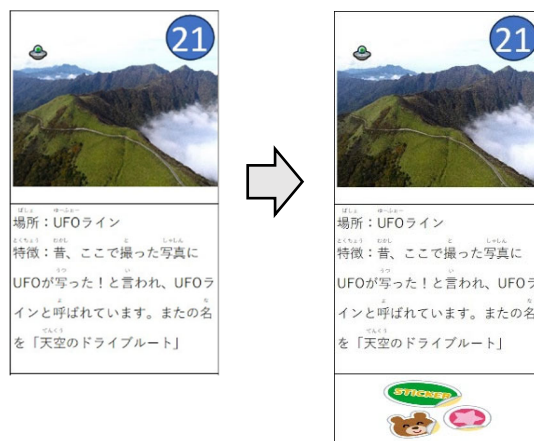 21
場所：UFOライン
特徴：昔、ここで撮った写真に
UFOが写った！と言われ、UFOラ
インと呼ばれています。またの名
を「天空のドライブルート」
21
場所：UFOライン
特徴：昔、ここで撮った写真に
UFOが写った！と言われ、UFOラ
インと呼ばれています。またの名
を「天空のドライブルート」
STICKER